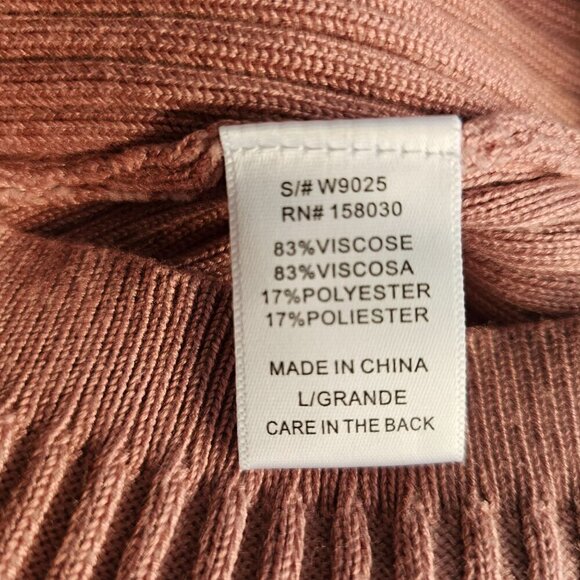 S/# W9025
RN# 158030
83%VISCOSE
83%VISCOSA
17%POLYESTER
17%POLIESTER
MADE IN CHINA
L/GRANDE
CARE IN THE BACK